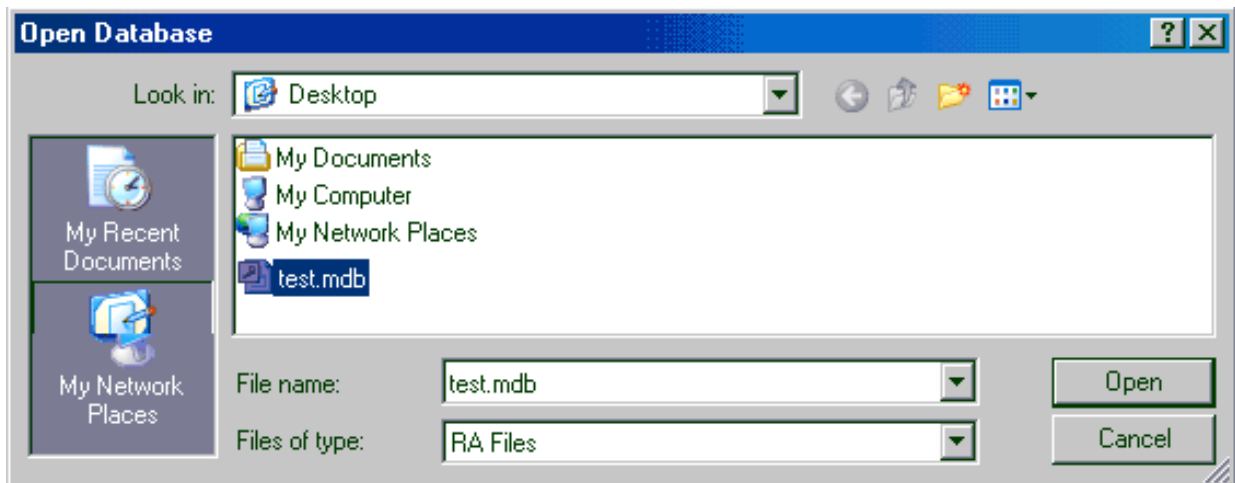 Open Database
Look in: Desktop
My Documents
My Computer
My Network Places
test.mdb
My Recent
Documents
My Network
Places
File name: test.mdb Open
Files of type: RA Files Cancel